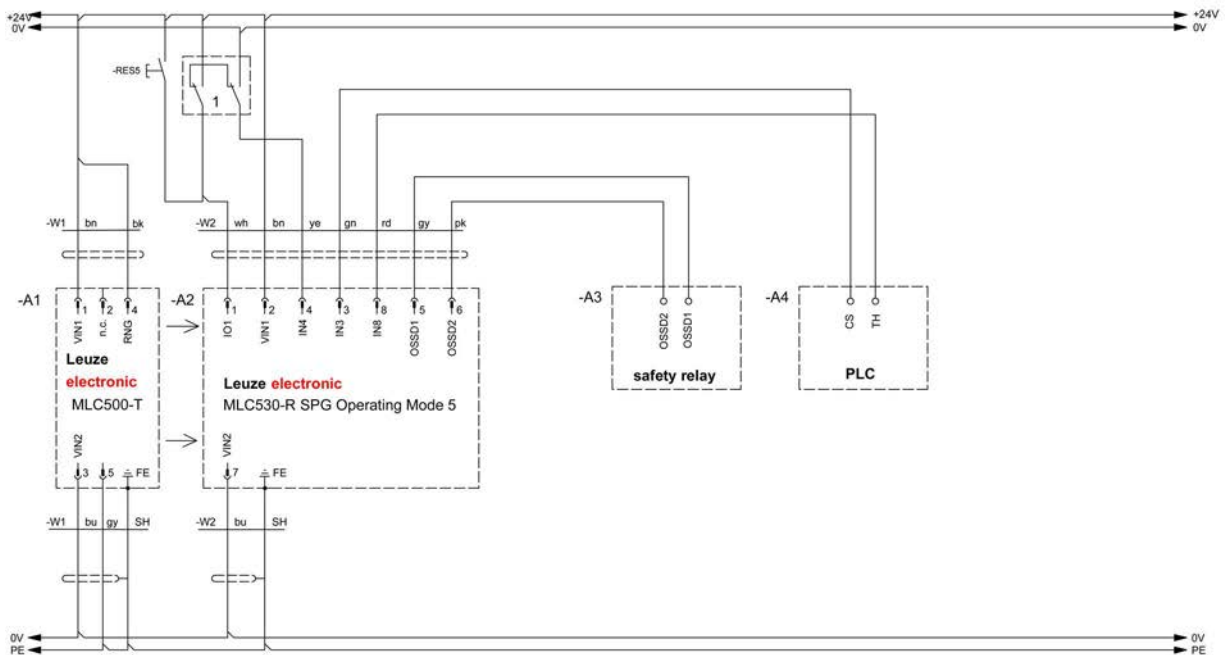 +24V +24V
0V 0V
-RES5
1
-W1 bn bk -W2 wh bn ye gn rd gy pk
-A1 -A2 -A3 -A4
1 2 4 1 2 4 3 8 5 6
VIN1 n.c. RNG IO1 VIN1 IN4 IN3 IN8 OSSD1 OSSD2 OSSD2 OSSD1 CS TH
Leuze
electronic
MLC500-T
Leuze electronic
MLC530-R SPG Operating Mode 5
safety relay
PLC
VIN2 VIN2
3 5 FE 7 FE
-W1 bu gy SH -W2 bu SH
0V 0V
PE PE